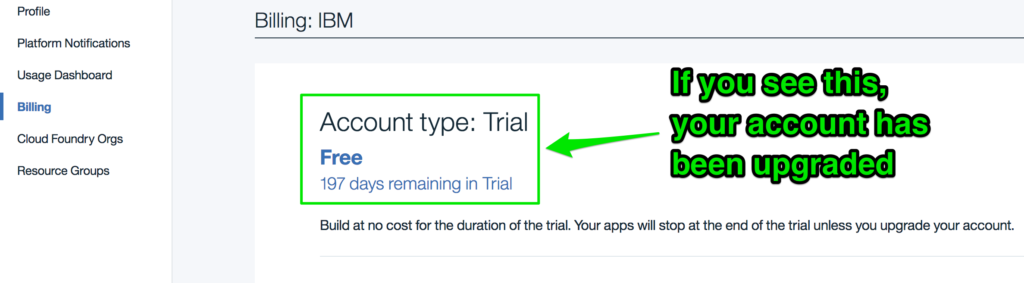 Profile
Platform Notifications
Usage Dashboard
Billing
Cloud Foundry Orgs
Resource Groups
Billing: IBM
Account type: Trial
Free
197 days remaining in Trial
If you see this,
your account has
been upgraded
Build at no cost for the duration of the trial. Your apps will stop at the end of the trial unless you upgrade your account.